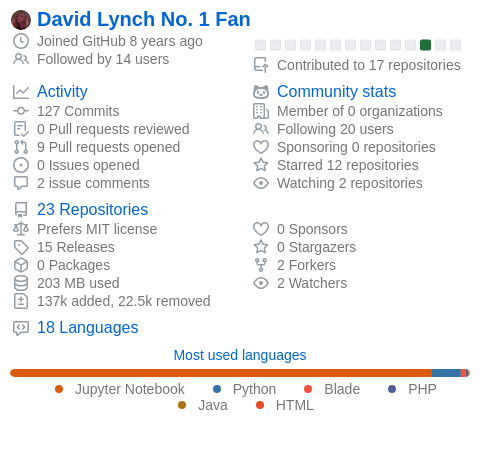 David Lynch No. 1 Fan
Joined GitHub 8 years ago
Followed by 14 users
Contributed to 17 repositories
Activity
127 Commits
0 Pull requests reviewed
9 Pull requests opened
0 Issues opened
2 issue comments
Community stats
Member of 0 organizations
Following 20 users
Sponsoring 0 repositories
Starred 12 repositories
Watching 2 repositories
23 Repositories
Prefers MIT license
15 Releases
0 Packages
203 MB used
137k added, 22.5k removed
0 Sponsors
0 Stargazers
2 Forkers
2 Watchers
18 Languages
Most used languages
Jupyter Notebook Python Blade PHP
Java HTML